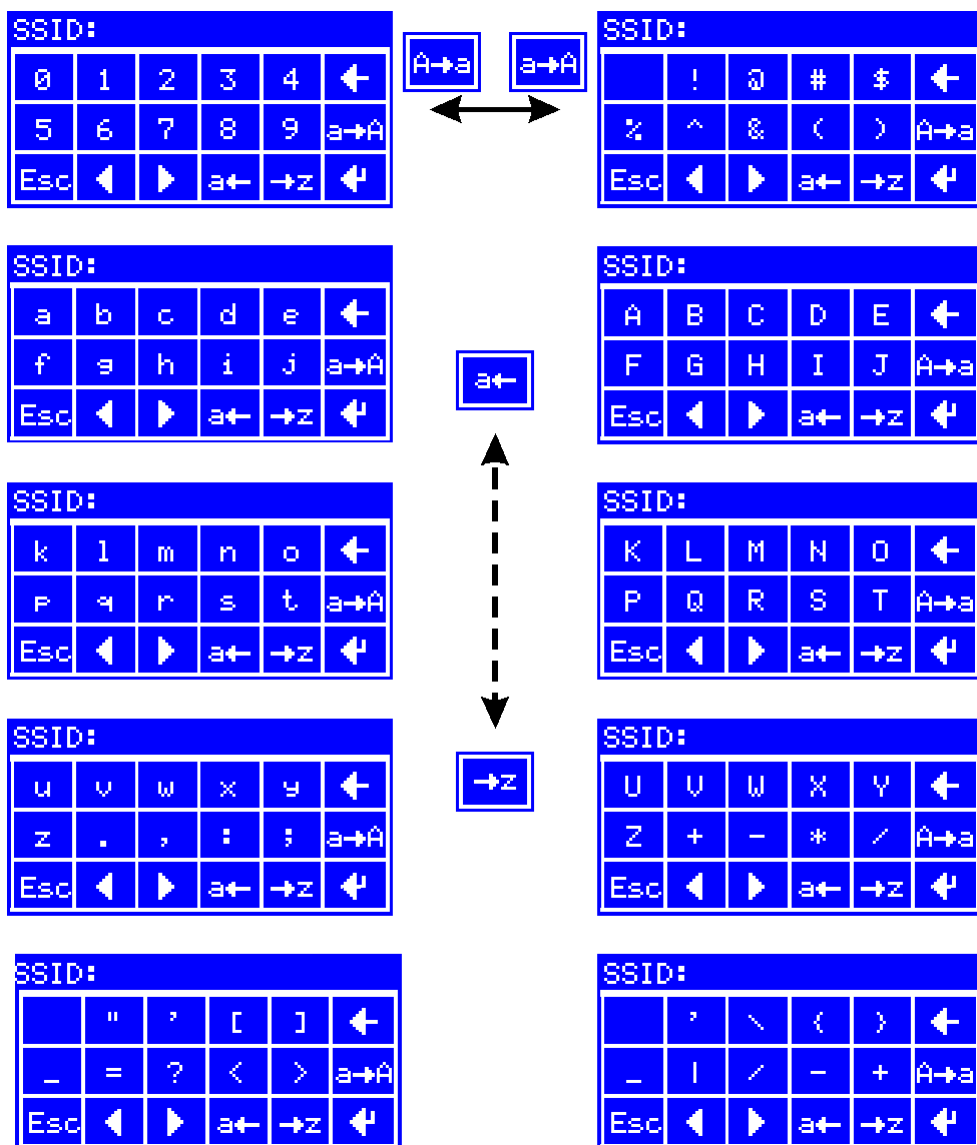 SSID:
0 1 2 3 4 ←
5 6 7 8 9 a→A
Esc ◀ ▶ a← →z ↵
A→a a→A
SSID:
! @ # $ ←
% ^ & ( ) A→a
Esc ◀ ▶ a← →z ↵
SSID:
a b c d e ←
f g h i j a→A
Esc ◀ ▶ a← →z ↵
a←
SSID:
A B C D E ←
F G H I J A→a
Esc ◀ ▶ a← →z ↵
SSID:
k l m n o ←
p q r s t a→A
Esc ◀ ▶ a← →z ↵
SSID:
K L M N O ←
P Q R S T A→a
Esc ◀ ▶ a← →z ↵
SSID:
u v w x y ←
z . , : ; a→A
Esc ◀ ▶ a← →z ↵
→z
SSID:
U V W X Y ←
Z + - * / A→a
Esc ◀ ▶ a← →z ↵
SSID:
" ' [ ] ←
_ = ? < > a→A
Esc ◀ ▶ a← →z ↵
SSID:
' \ { } ←
_ | / - + A→a
Esc ◀ ▶ a← →z ↵